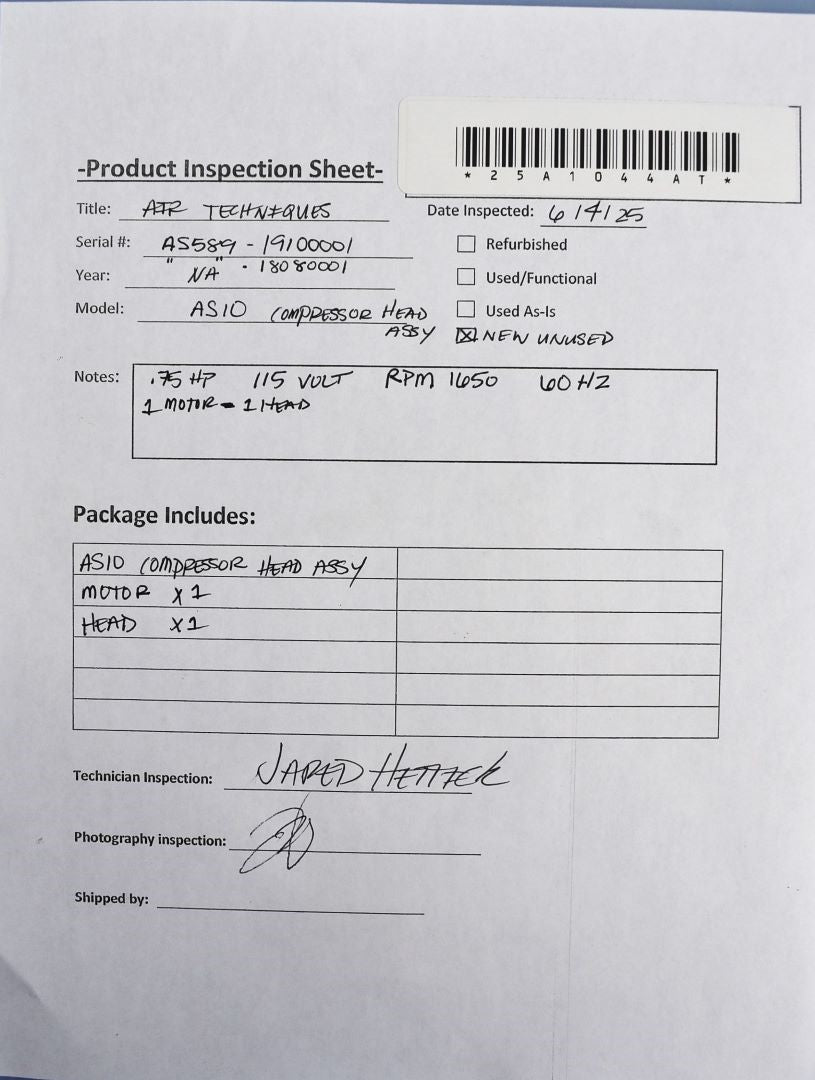 * 2 5 A 1 0 4 4 A T *
-Product Inspection Sheet-
Title: AIR TECHNIQUES
Date Inspected: 6/4/25
Serial #: AS589-19100001
" " - 18080001
Refurbished
Year: NA
Used/Functional
Model: AS10 COMPRESSOR HEAD ASSY
Used As-Is
NEW UNUSED
Notes: .75 HP 115 VOLT RPM 1650 60 HZ
1 MOTOR - 1 HEAD
Package Includes:
AS10 COMPRESSOR HEAD ASSY
MOTOR X 1
HEAD X 1
Technician Inspection: JARED
Photography inspection:
Shipped by: